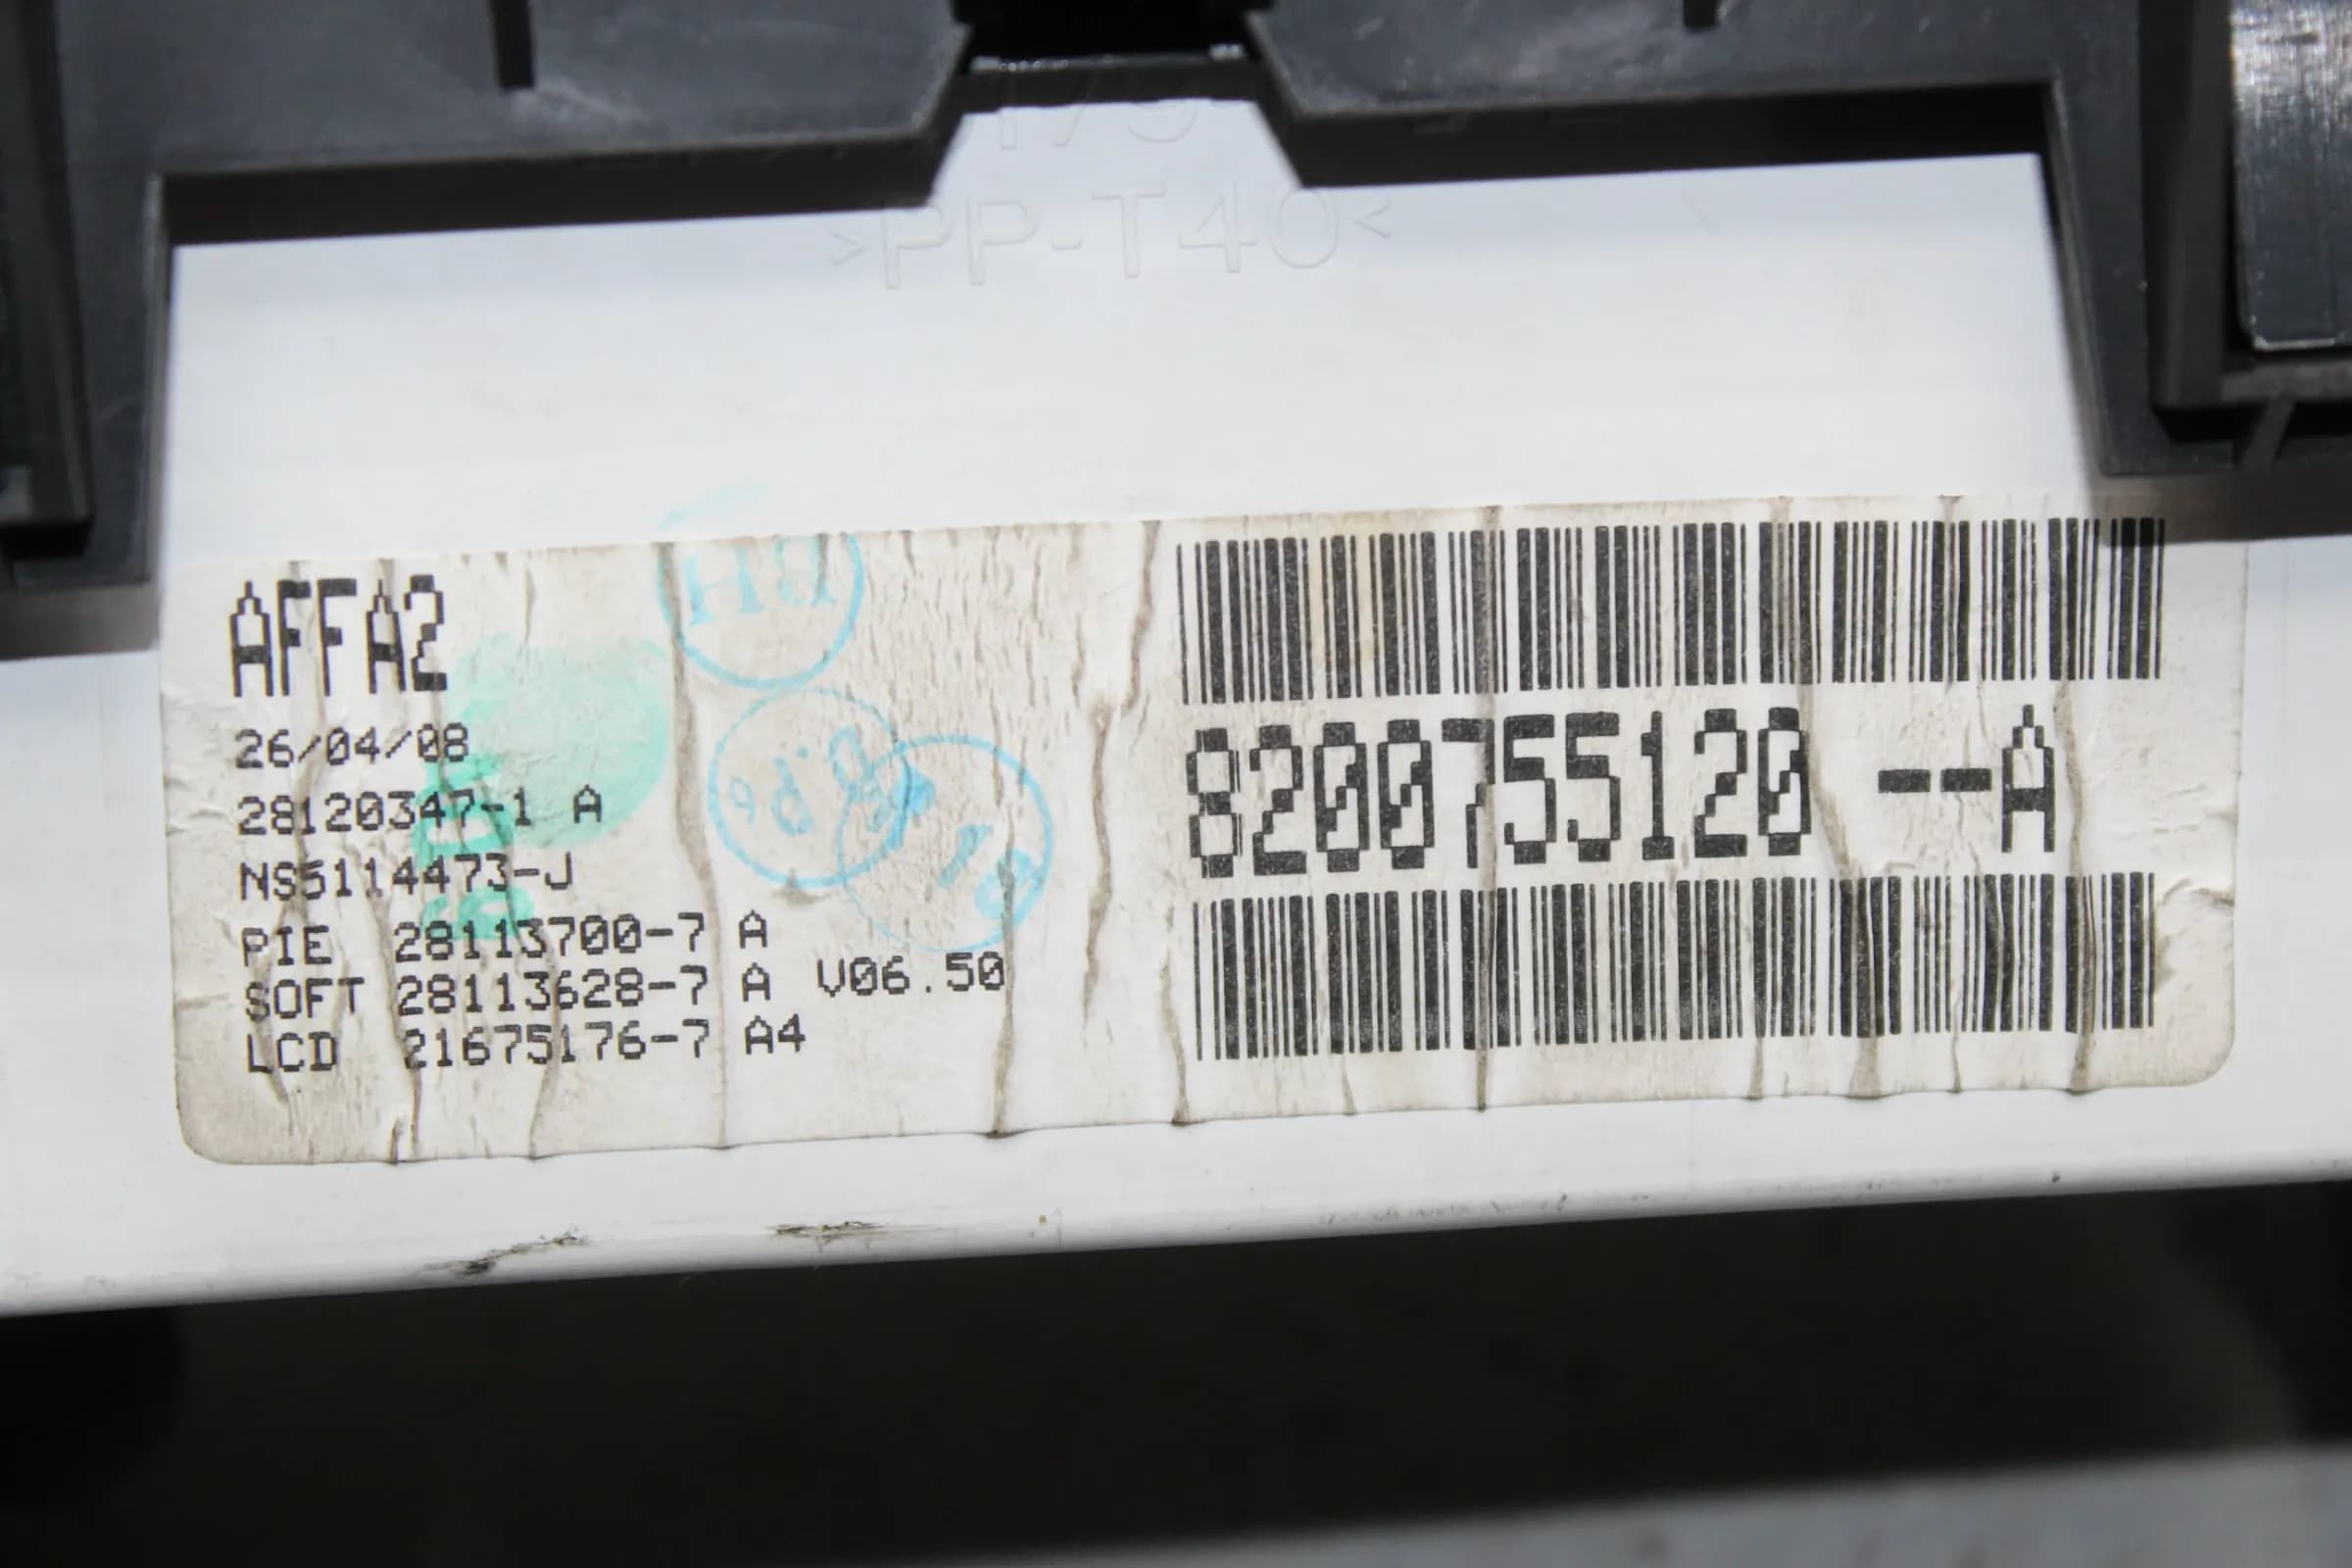 >PP-T40<
AFFA2
26/04/08
28120347-1 A
NS5114473-J
PIE 28113700-7 A
SOFT 28113628-7 A V06.50
LCD 21675176-7 A4
8200755120 --A
BH